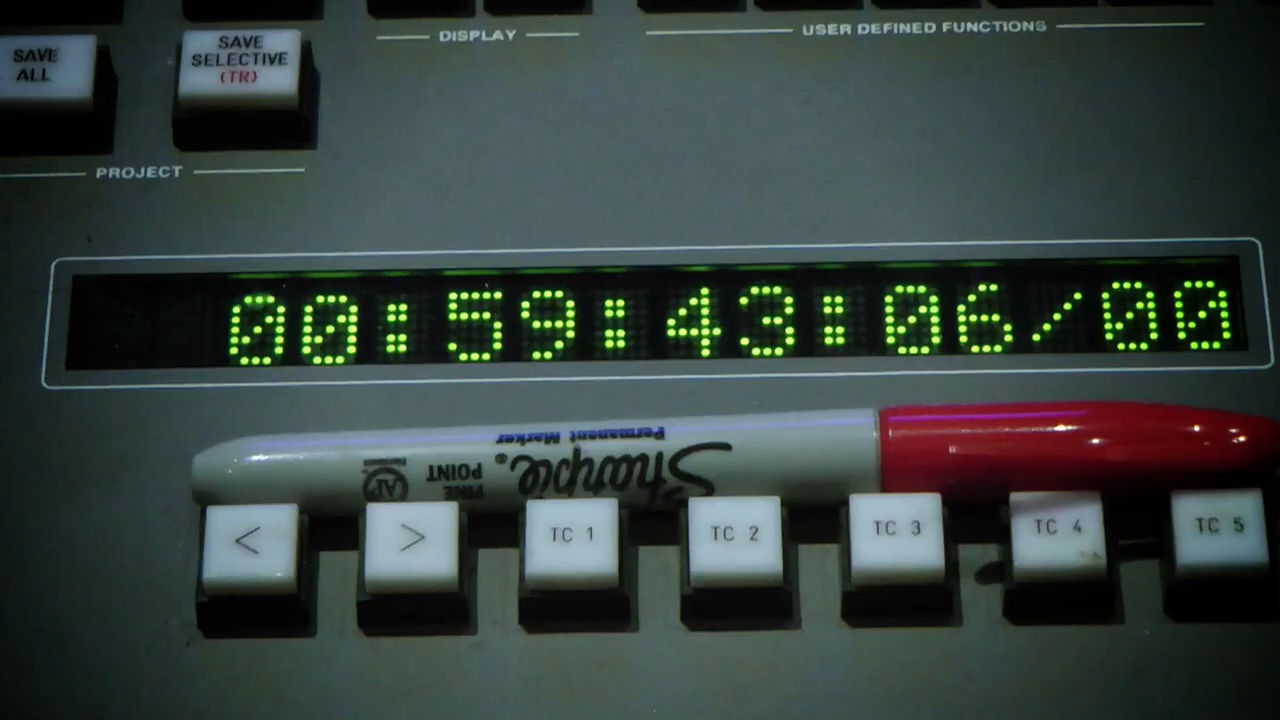 SAVE ALL
SAVE SELECTIVE (TR)
DISPLAY
USER DEFINED FUNCTIONS
PROJECT
00:59:43:06/00
Permanent Marker
Sharpie®
FINE POINT
AP
<
>
TC 1
TC 2
TC 3
TC 4
TC 5